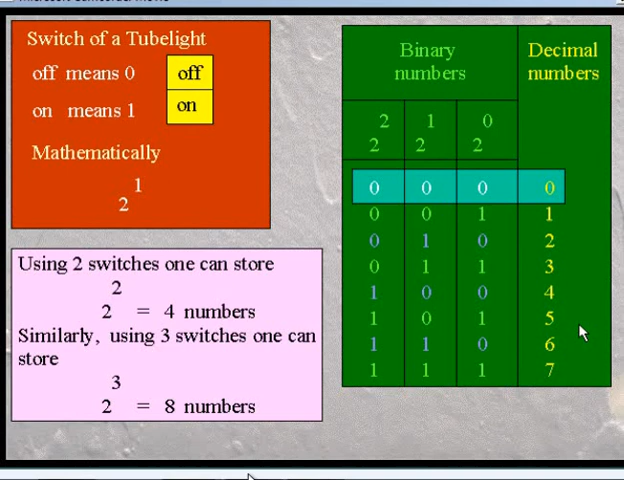 Switch of a Tubelight
off means 0 off
on means 1 on
Mathematically
1
2
Using 2 switches one can store
2
2 = 4 numbers
Similarly, using 3 switches one can
store
3
2 = 8 numbers
Binary Decimal
numbers numbers
2 1 0
2 2 2
0 0 0 0
0 0 1 1
0 1 0 2
0 1 1 3
1 0 0 4
1 0 1 5
1 1 0 6
1 1 1 7